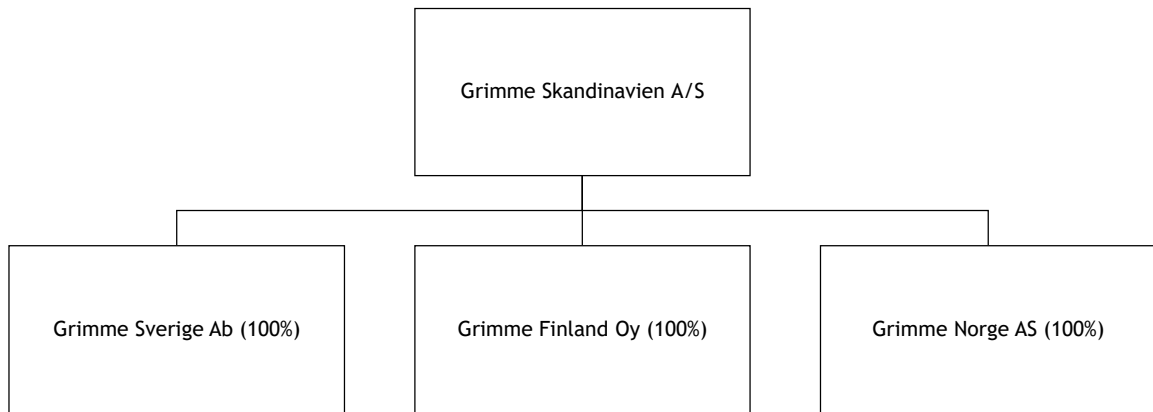 Grimme Skandinavien A/S
Grimme Sverige Ab (100%)
Grimme Finland Oy (100%)
Grimme Norge AS (100%)